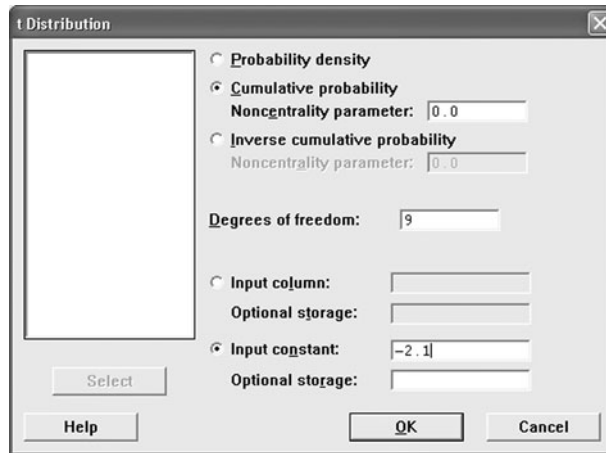 t Distribution
Probability density
Cumulative probability
Noncentrality parameter: 0.0
Inverse cumulative probability
Noncentrality parameter: 0.0
Degrees of freedom: 9
Input column:
Optional storage:
Input constant: -2.1
Optional storage:
Select
Help
OK
Cancel